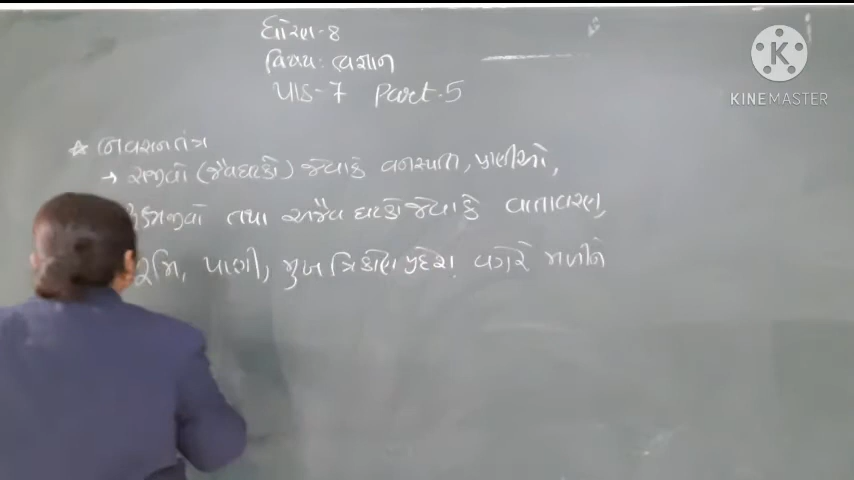 ધોરણ-8
વિષય: વિજ્ઞાન
પાઠ-7 Part-5
KINEMASTER
* નિવસનતંત્ર
→ સજીવો (જૈવઘટકો) જેવાકે વનસ્પતિ, પ્રાણીઓ,
તથા અજૈવ ઘટકો જેવાકે વાતાવરણ,
ભૂમિ, પાણી, મુખ ત્રિકોણ પ્રદેશ વગેરે મળીને